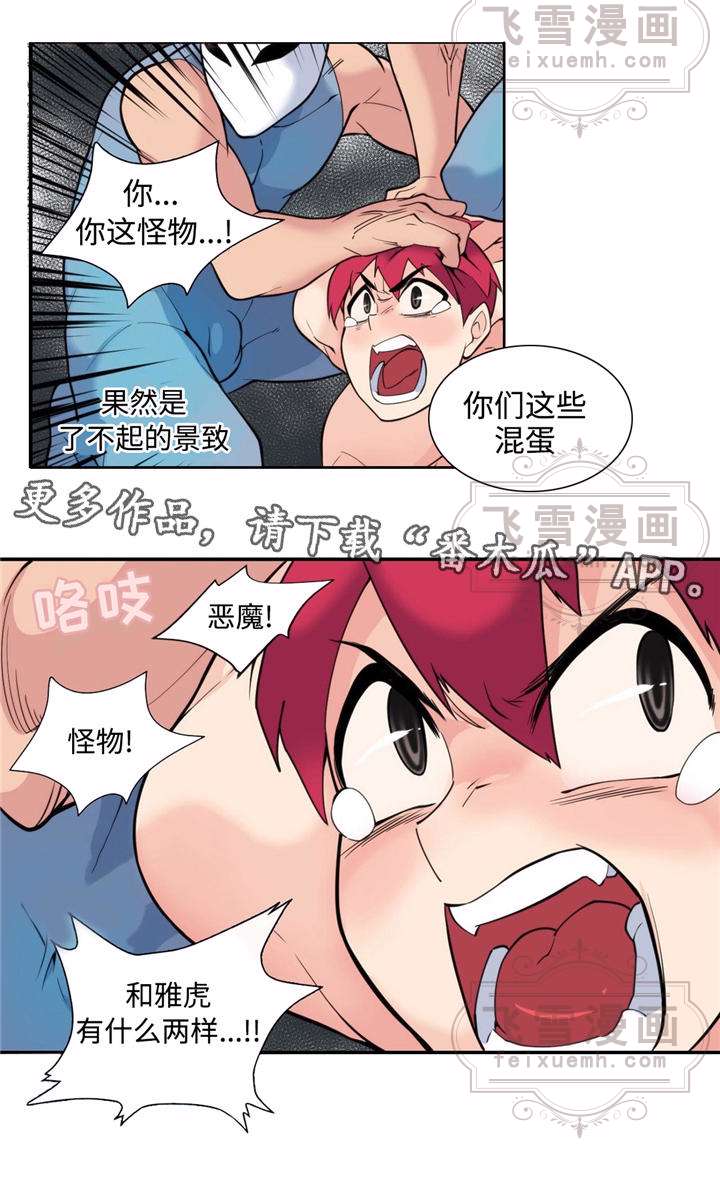 飞雪漫画
feixuemh.com
你...
你这怪物...!
果然是
了不起的景致
你们这些
混蛋
飞雪漫画
更多作品，请下载“番木瓜”APP。
咯吱
恶魔!
怪物!
和雅虎
有什么两样...!!
飞雪漫画
feixuemh.com